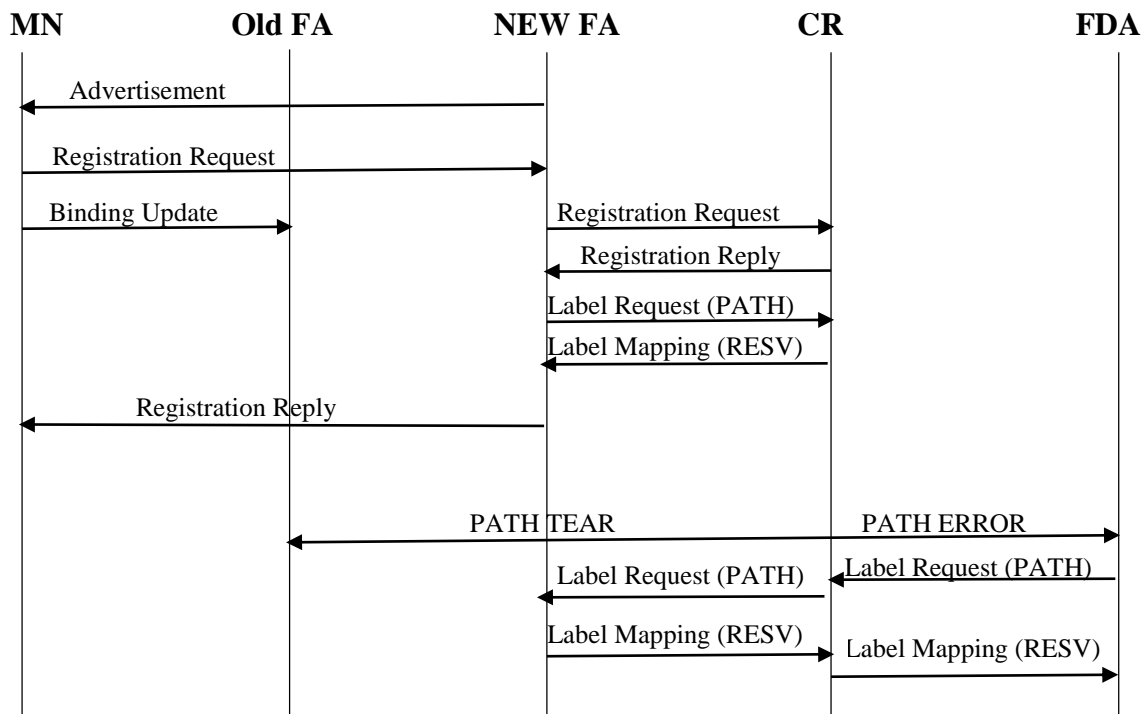 MN Old FA NEW FA CR FDA
Advertisement
Registration Request
Binding Update Registration Request
Registration Reply
Label Request (PATH)
Label Mapping (RESV)
Registration Reply
PATH TEAR PATH ERROR
Label Request (PATH) Label Request (PATH)
Label Mapping (RESV) Label Mapping (RESV)